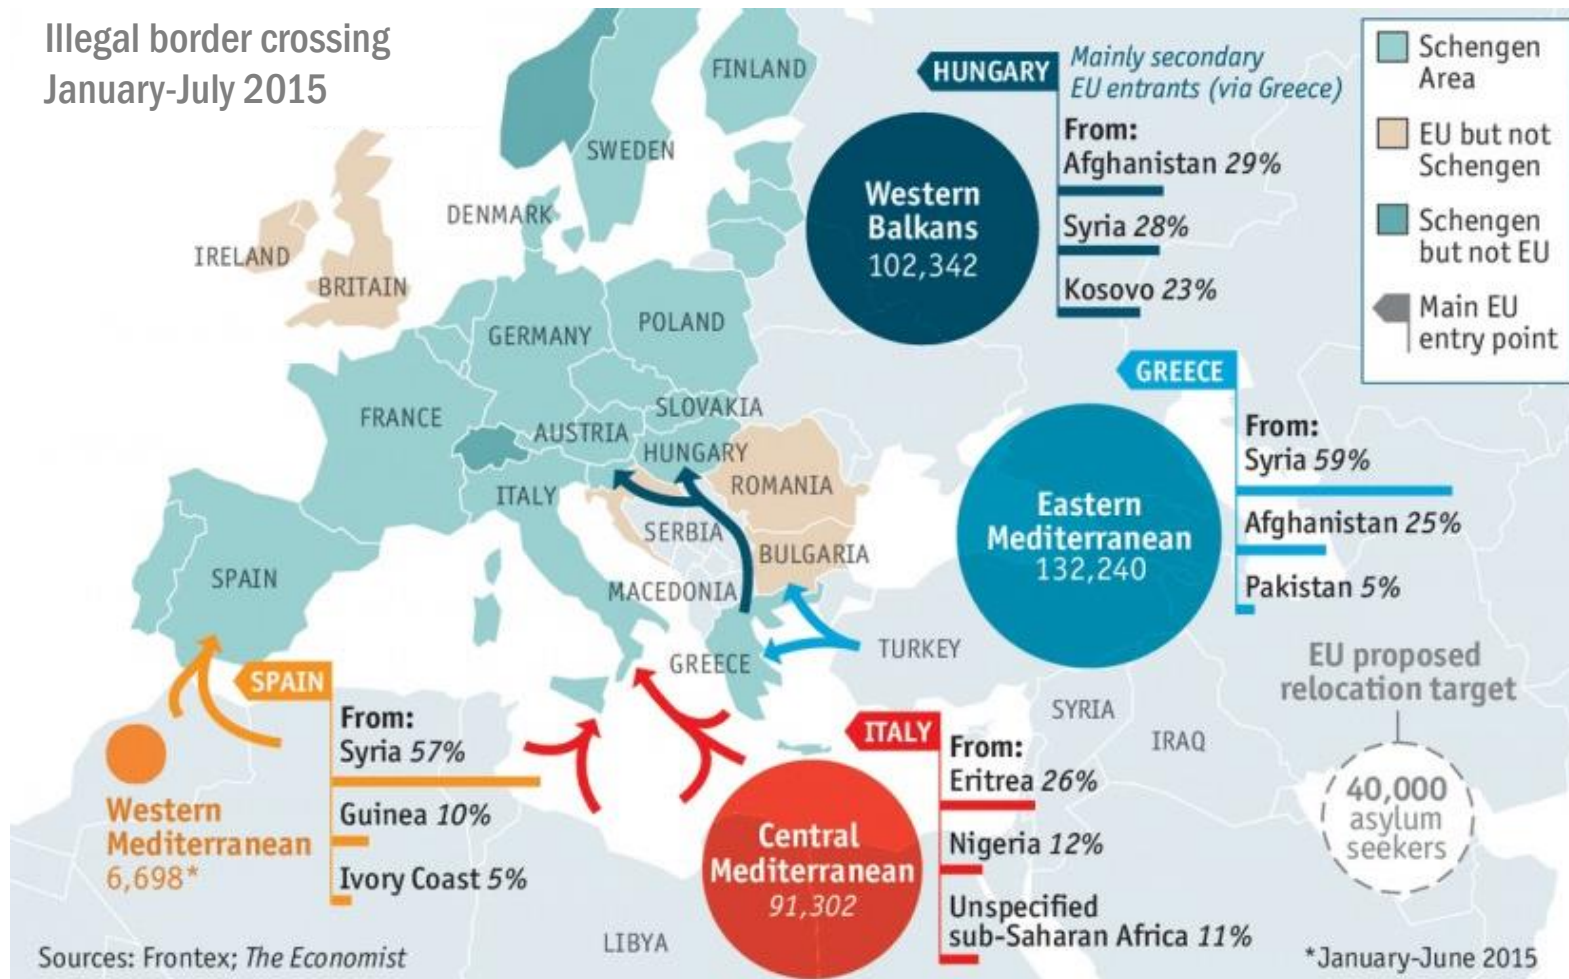 Illegal border crossing
January-July 2015
FINLAND
SWEDEN
DENMARK
IRELAND
BRITAIN
GERMANY
POLAND
FRANCE
SLOVAKIA
AUSTRIA
HUNGARY
ITALY
ROMANIA
SERBIA
BULGARIA
SPAIN
MACEDONIA
GREECE
TURKEY
SYRIA
IRAQ
LIBYA
HUNGARY
Mainly secondary
EU entrants (via Greece)
Western
Balkans
102,342
From:
Afghanistan 29%
Syria 28%
Kosovo 23%
Schengen
Area
EU but not
Schengen
Schengen
but not EU
Main EU
entry point
GREECE
Eastern
Mediterranean
132,240
From:
Syria 59%
Afghanistan 25%
Pakistan 5%
EU proposed
relocation target
40,000
asylum
seekers
SPAIN
Western
Mediterranean
6,698*
From:
Syria 57%
Guinea 10%
Ivory Coast 5%
ITALY
Central
Mediterranean
91,302
From:
Eritrea 26%
Nigeria 12%
Unspecified
sub-Saharan Africa 11%
Sources: Frontex; The Economist
*January-June 2015